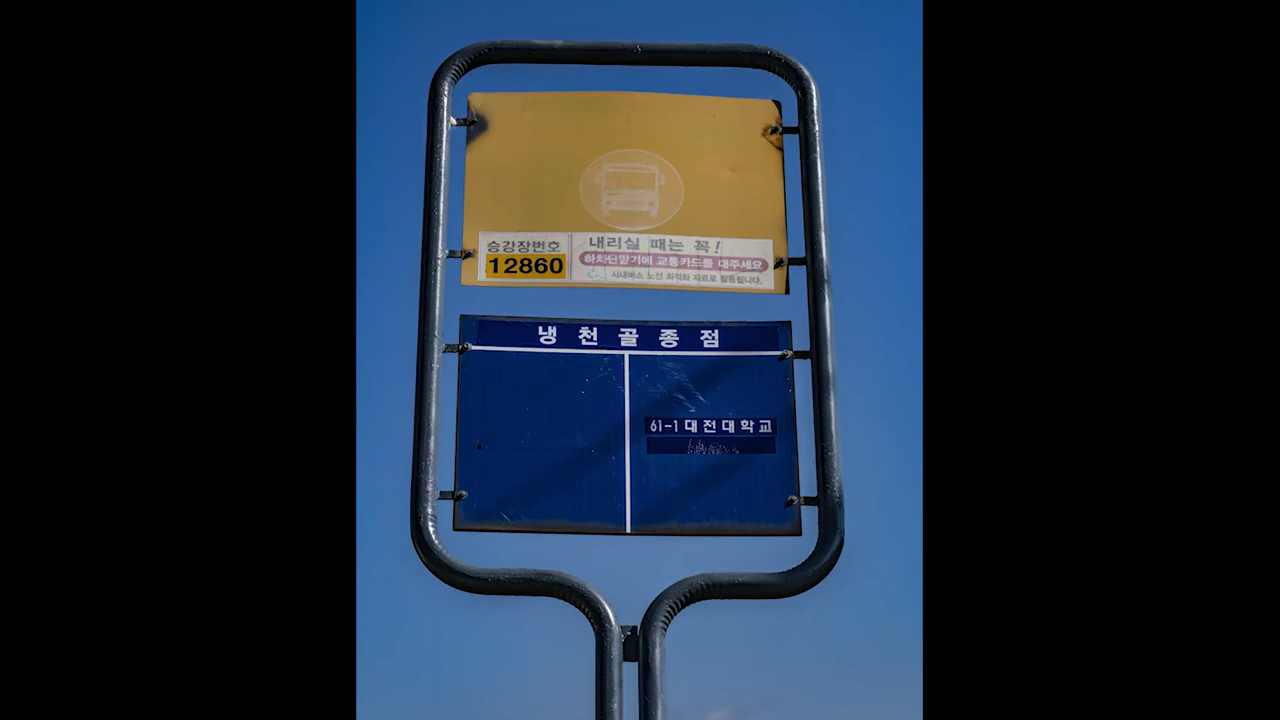 승강장번호
12860
내리실 때는 꼭!
하차단말기에 교통카드를 대주세요
시내버스 노선 최적화 자료로 활용됩니다.
냉천골종점
61-1 대전대학교